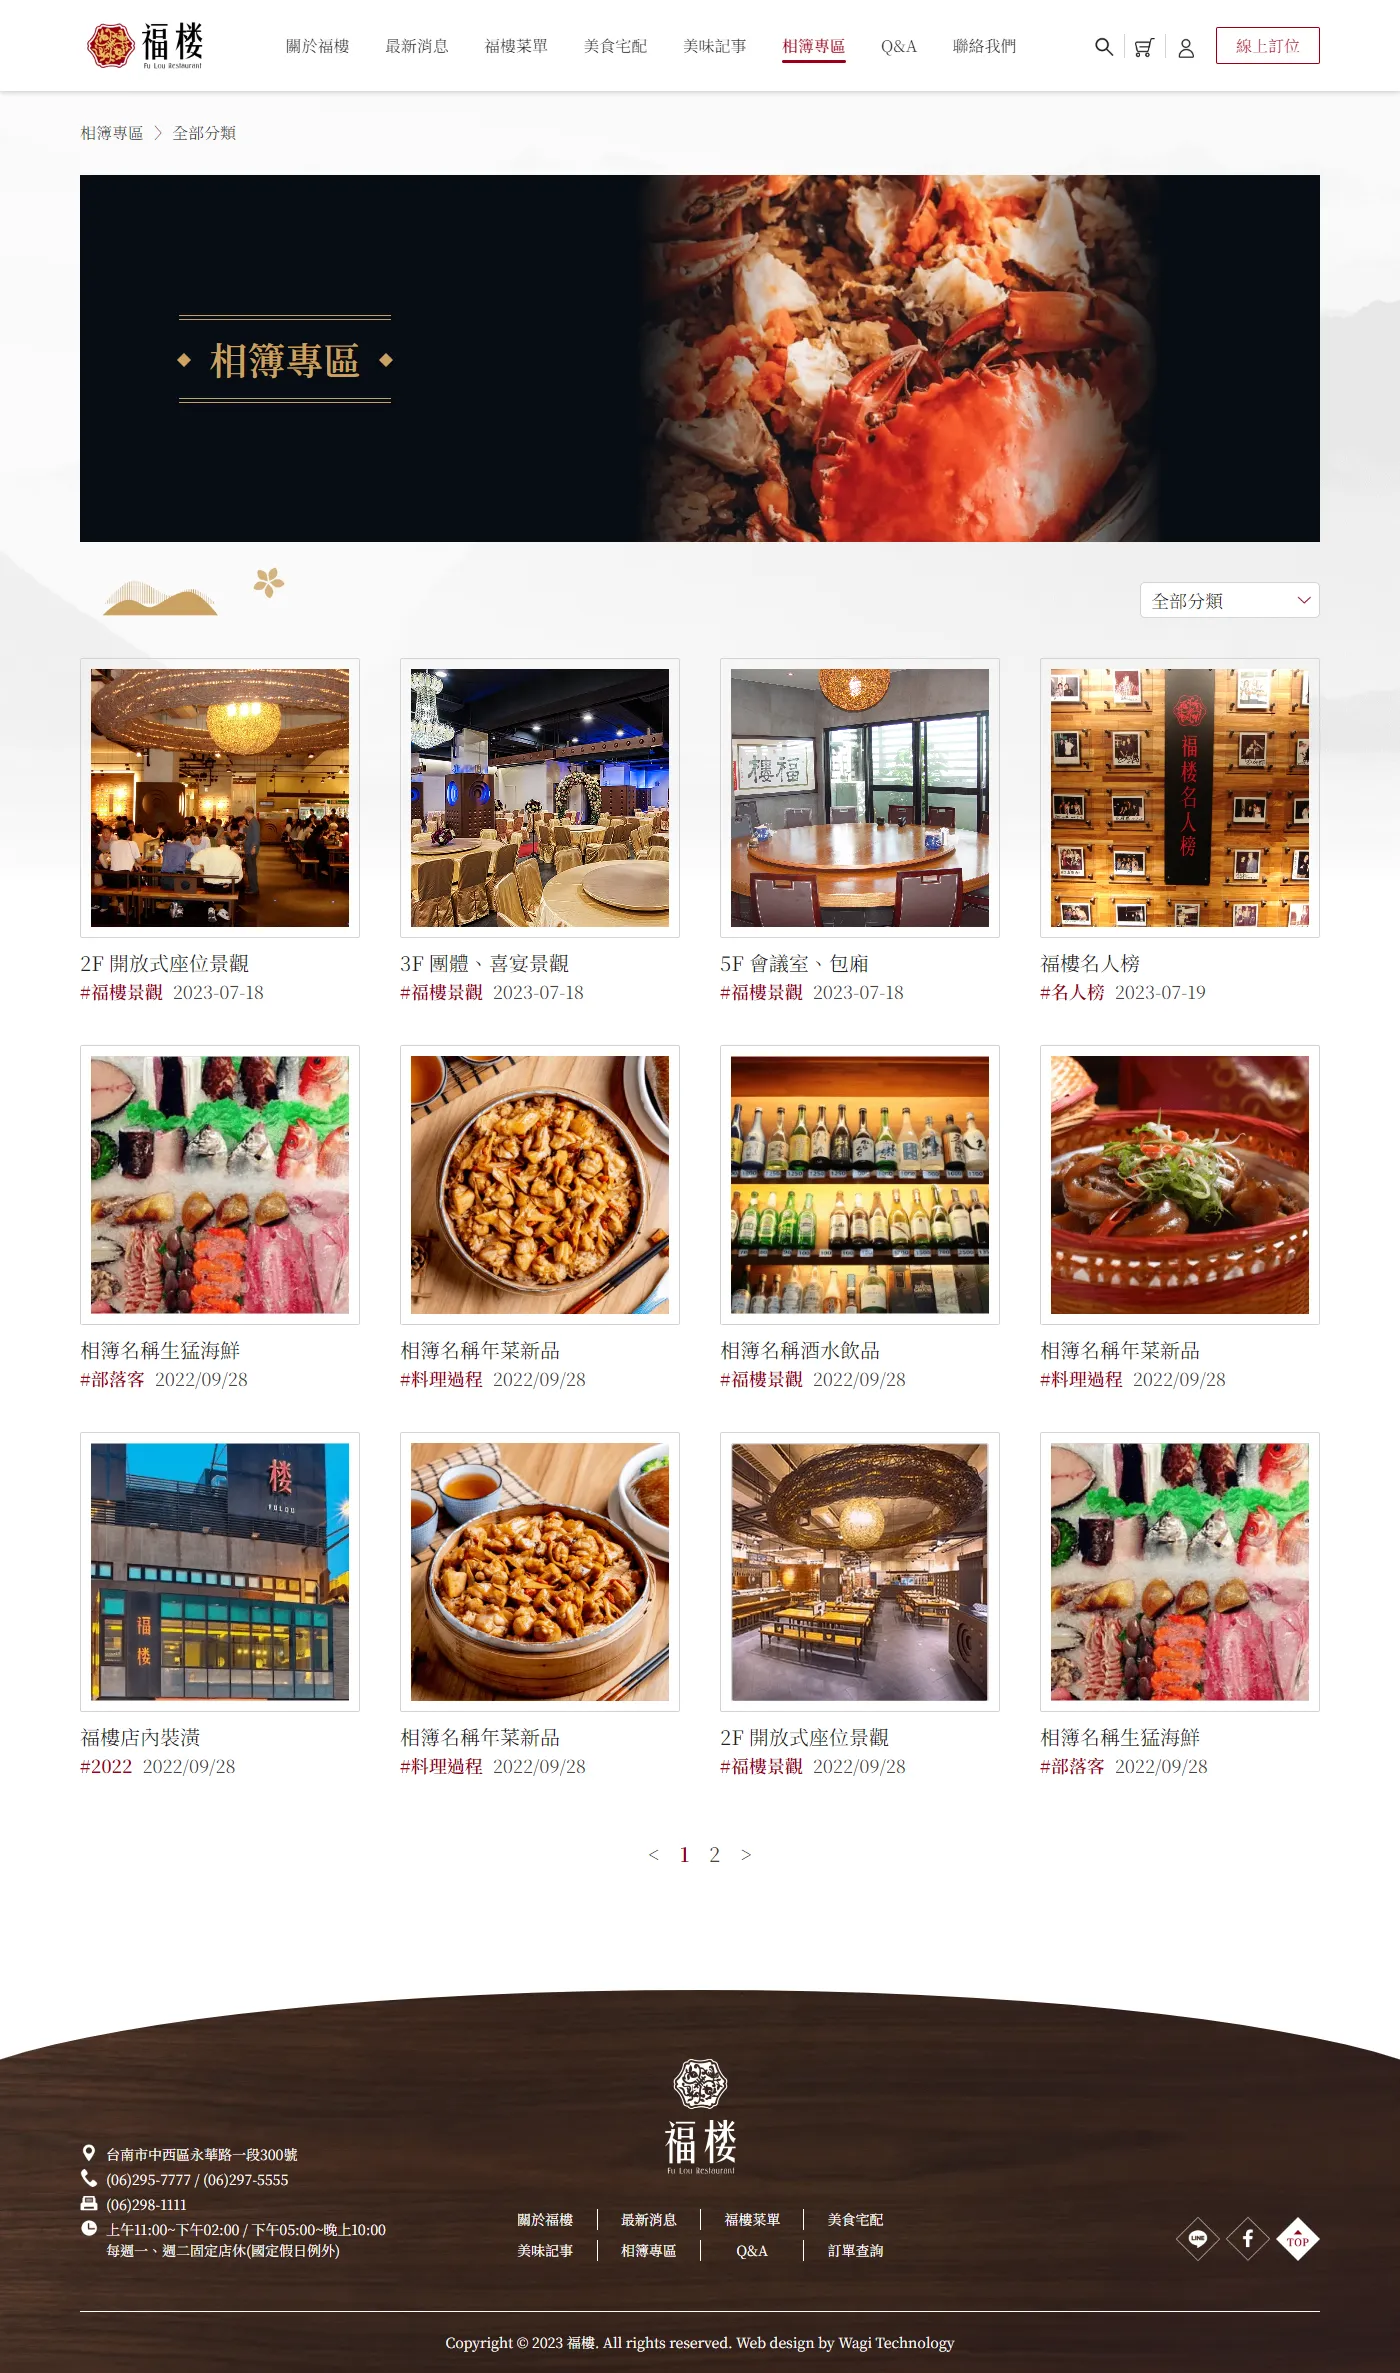 福楼
Fu Lou Restaurant
關於福樓
最新消息
福樓菜單
美食宅配
美味記事
相簿專區
Q&A
聯絡我們
線上訂位
相簿專區 > 全部分類
相簿專區
全部分類
樓福
福楼名人榜
2F 開放式座位景觀
#福樓景觀 2023-07-18
3F 團體、喜宴景觀
#福樓景觀 2023-07-18
5F 會議室、包廂
#福樓景觀 2023-07-18
福樓名人榜
#名人榜 2023-07-19
相簿名稱生猛海鮮
#部落客 2022/09/28
相簿名稱年菜新品
#料理過程 2022/09/28
相簿名稱酒水飲品
#福樓景觀 2022/09/28
相簿名稱年菜新品
#料理過程 2022/09/28
楼
FULOU
福楼
福樓店內裝潢
#2022 2022/09/28
相簿名稱年菜新品
#料理過程 2022/09/28
2F 開放式座位景觀
#福樓景觀 2022/09/28
相簿名稱生猛海鮮
#部落客 2022/09/28
< 1 2 >
福楼
Fu Lou Restaurant
台南市中西區永華路一段300號
(06)295-7777 / (06)297-5555
(06)298-1111
上午11:00~下午02:00 / 下午05:00~晚上10:00
每週一、週二固定店休(國定假日例外)
關於福樓
最新消息
福樓菜單
美食宅配
美味記事
相簿專區
Q&A
訂單查詢
LINE
TOP
Copyright © 2023 福樓. All rights reserved. Web design by Wagi Technology